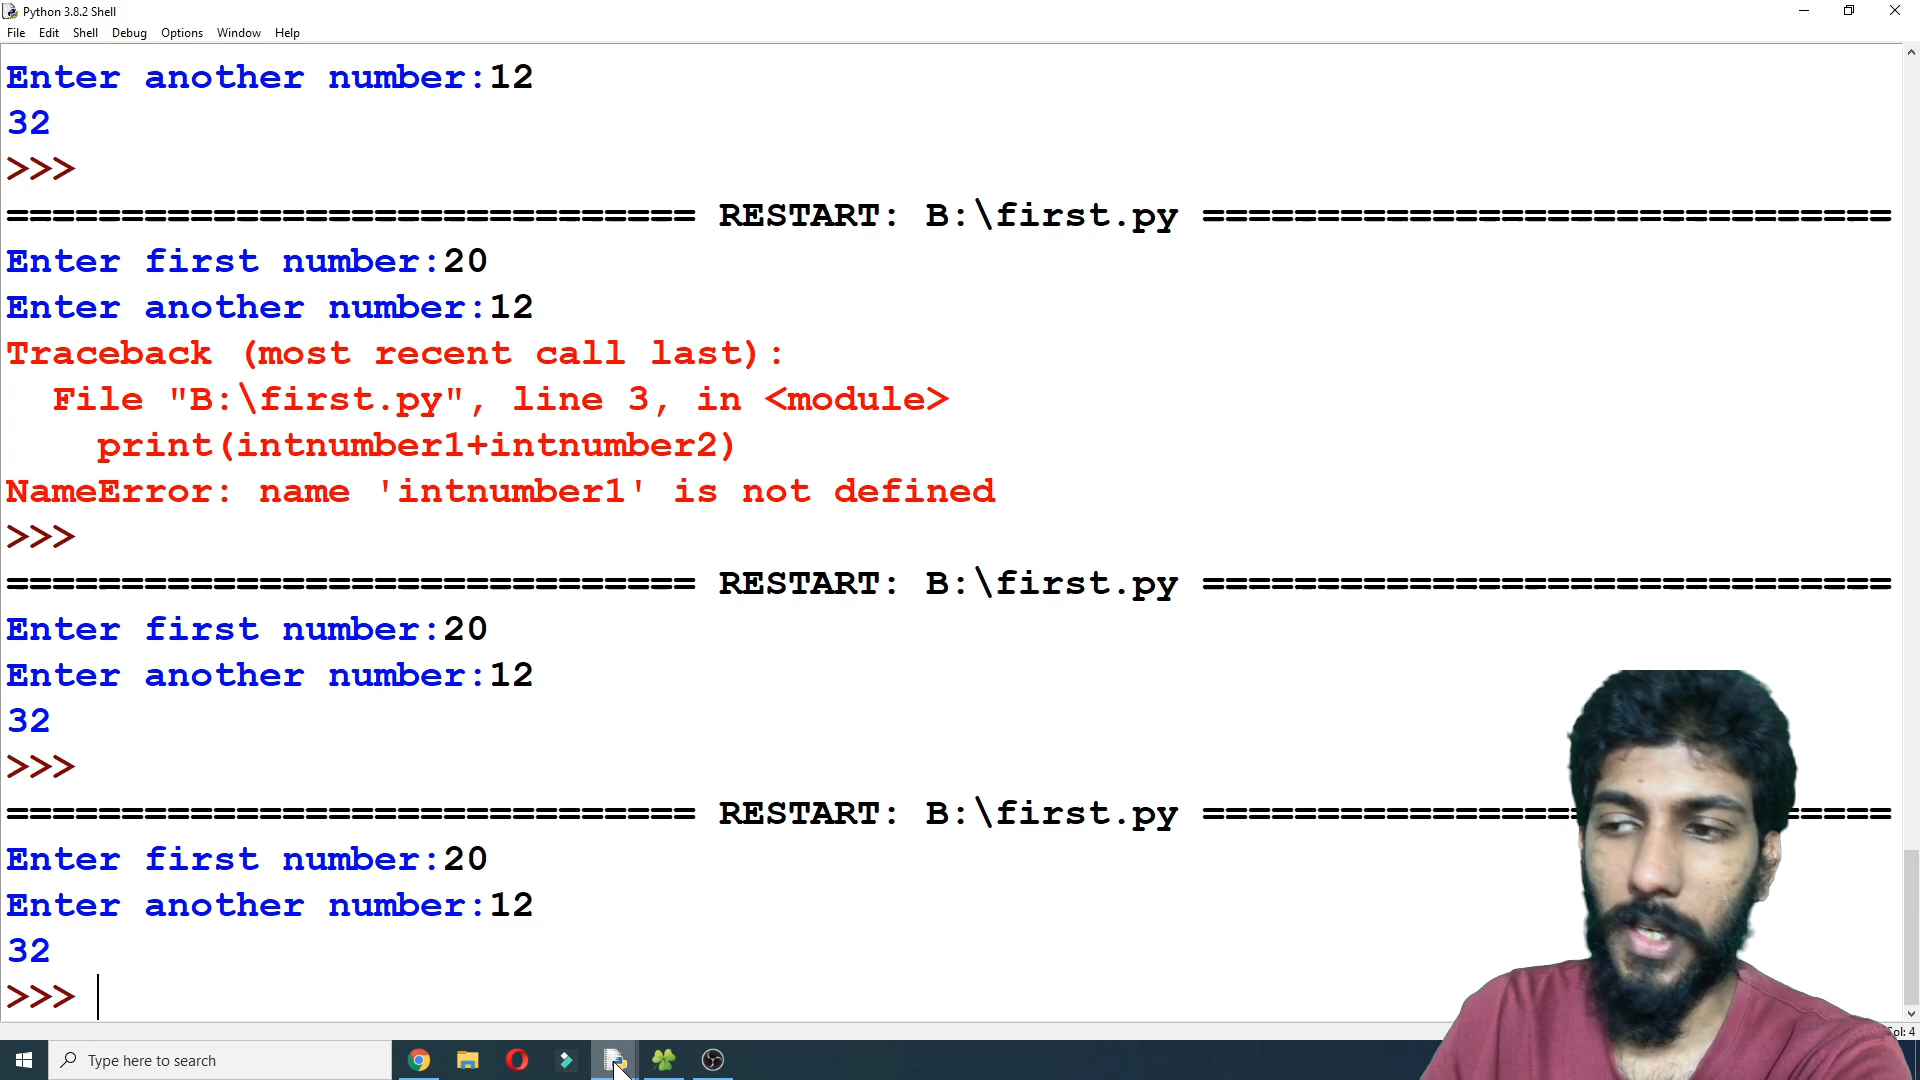 Python 3.8.2 Shell
File Edit Shell Debug Options Window Help
Enter another number:12
32
>>>
============================== RESTART: B:\first.py ==============================
Enter first number:20
Enter another number:12
Traceback (most recent call last):
  File "B:\first.py", line 3, in <module>
    print(intnumber1+intnumber2)
NameError: name 'intnumber1' is not defined
>>>
============================== RESTART: B:\first.py ==============================
Enter first number:20
Enter another number:12
32
>>>
============================== RESTART: B:\first.py ==============================
Enter first number:20
Enter another number:12
32
>>>
Col: 4
Type here to search